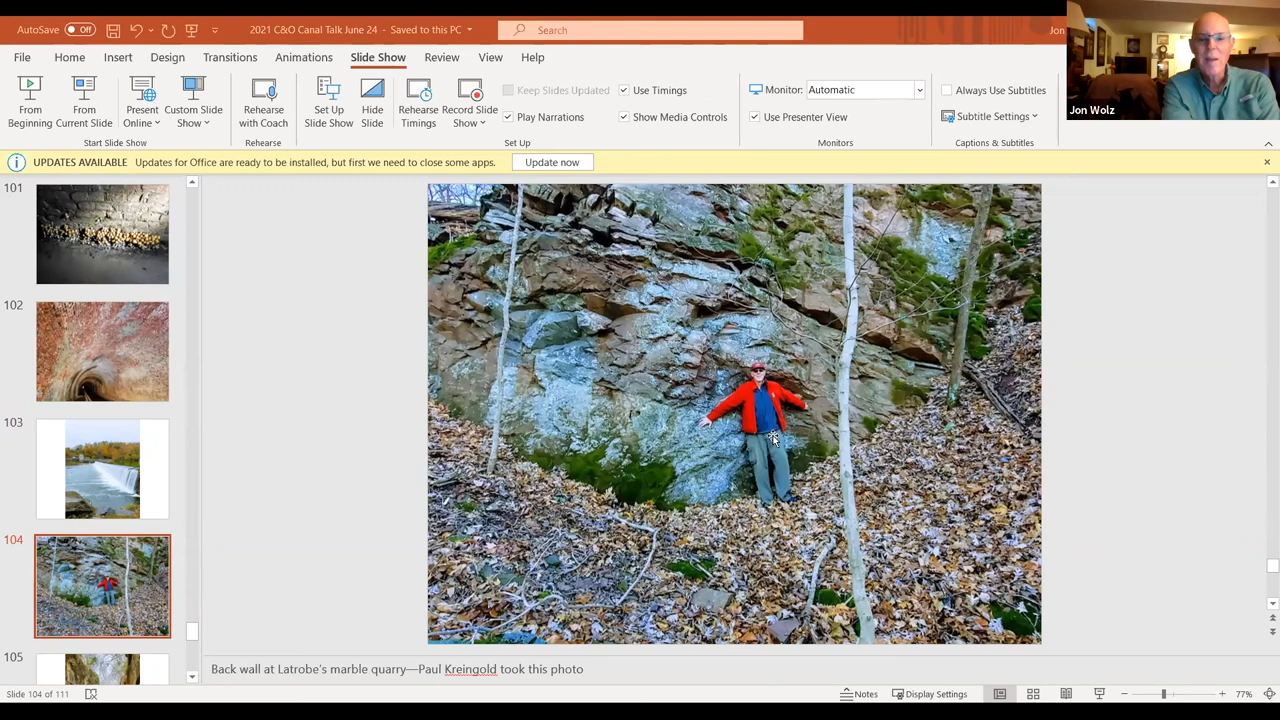 AutoSave Off 2021 C&O Canal Talk June 24 - Saved to this PC Search Jon
File Home Insert Design Transitions Animations Slide Show Review View Help
From Beginning
From Current Slide
Present Online
Custom Slide Show
Start Slide Show
Rehearse with Coach
Rehearse
Set Up Slide Show
Hide Slide
Rehearse Timings
Record Slide Show
Keep Slides Updated
Play Narrations
Use Timings
Show Media Controls
Set Up
Monitor: Automatic
Use Presenter View
Monitors
Always Use Subtitles
Subtitle Settings
Captions & Subtitles
Jon Wolz
UPDATES AVAILABLE Updates for Office are ready to be installed, but first we need to close some apps. Update now
101
102
103
104
105
Back wall at Latrobe's marble quarry—Paul Kreingold took this photo
Slide 104 of 111 Notes Display Settings 77%